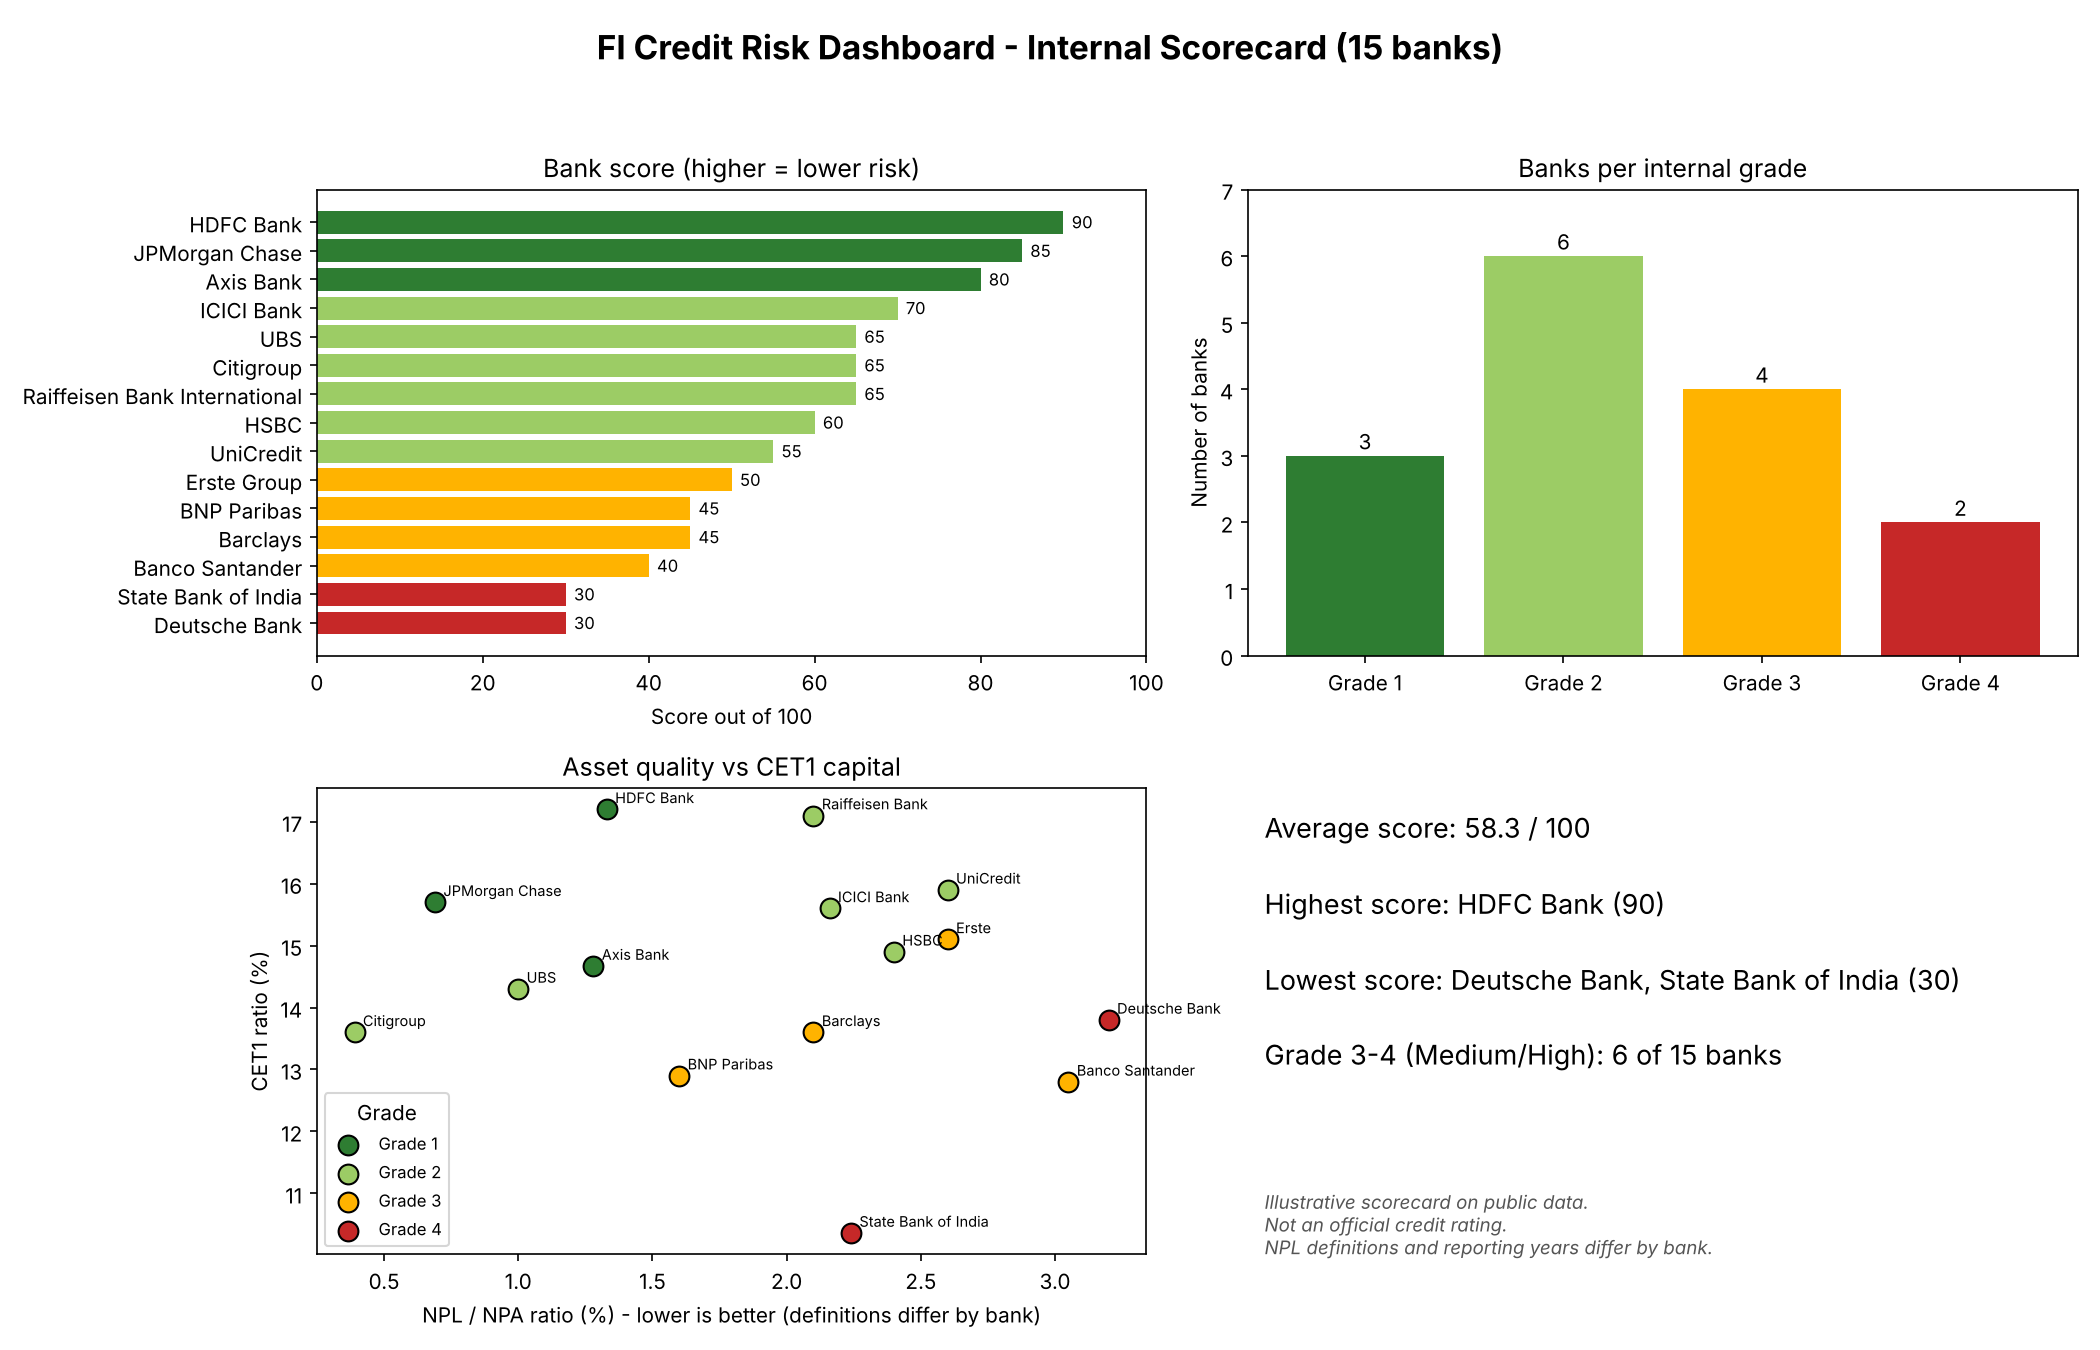 FI Credit Risk Dashboard - Internal Scorecard (15 banks)
Bank score (higher = lower risk)
HDFC Bank 90
JPMorgan Chase 85
Axis Bank 80
ICICI Bank 70
UBS 65
Citigroup 65
Raiffeisen Bank International 65
HSBC 60
UniCredit 55
Erste Group 50
BNP Paribas 45
Barclays 45
Banco Santander 40
State Bank of India 30
Deutsche Bank 30
0 20 40 60 80 100
Score out of 100
Banks per internal grade
Number of banks
7
6
5
4
3
2
1
0
3
6
4
2
Grade 1 Grade 2 Grade 3 Grade 4
Asset quality vs CET1 capital
CET1 ratio (%)
17
16
15
14
13
12
11
HDFC Bank
Raiffeisen Bank
UniCredit
JPMorgan Chase
ICICI Bank
Erste
HSBC
Axis Bank
UBS
Deutsche Bank
Citigroup
Barclays
BNP Paribas
Banco Santander
State Bank of India
Grade
Grade 1
Grade 2
Grade 3
Grade 4
0.5 1.0 1.5 2.0 2.5 3.0
NPL / NPA ratio (%) - lower is better (definitions differ by bank)
Average score: 58.3 / 100
Highest score: HDFC Bank (90)
Lowest score: Deutsche Bank, State Bank of India (30)
Grade 3-4 (Medium/High): 6 of 15 banks
Illustrative scorecard on public data.
Not an official credit rating.
NPL definitions and reporting years differ by bank.